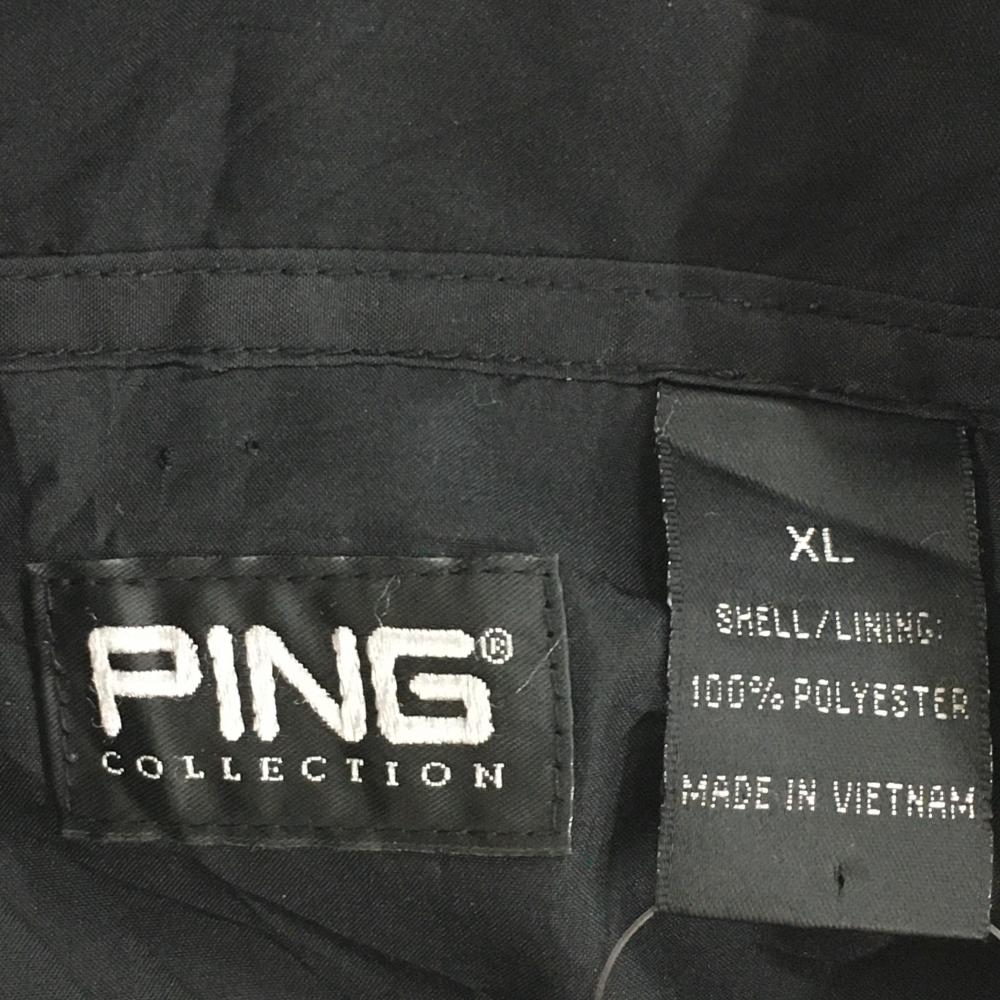 PING®
COLLECTION
XL
SHELL/LINING:
100% POLYESTER
MADE IN VIETNAM